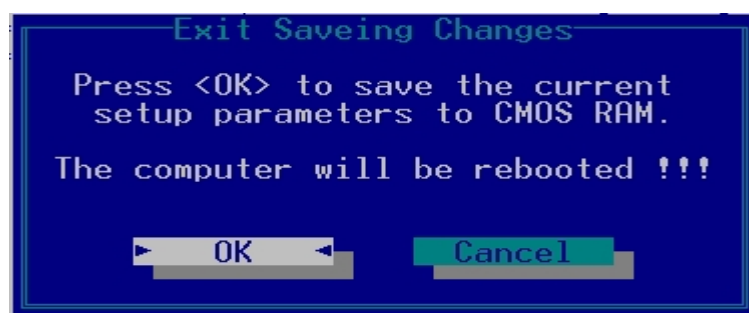 Exit Saveing Changes
Press <OK> to save the current
setup parameters to CMOS RAM.
The computer will be rebooted !!!
OK Cancel